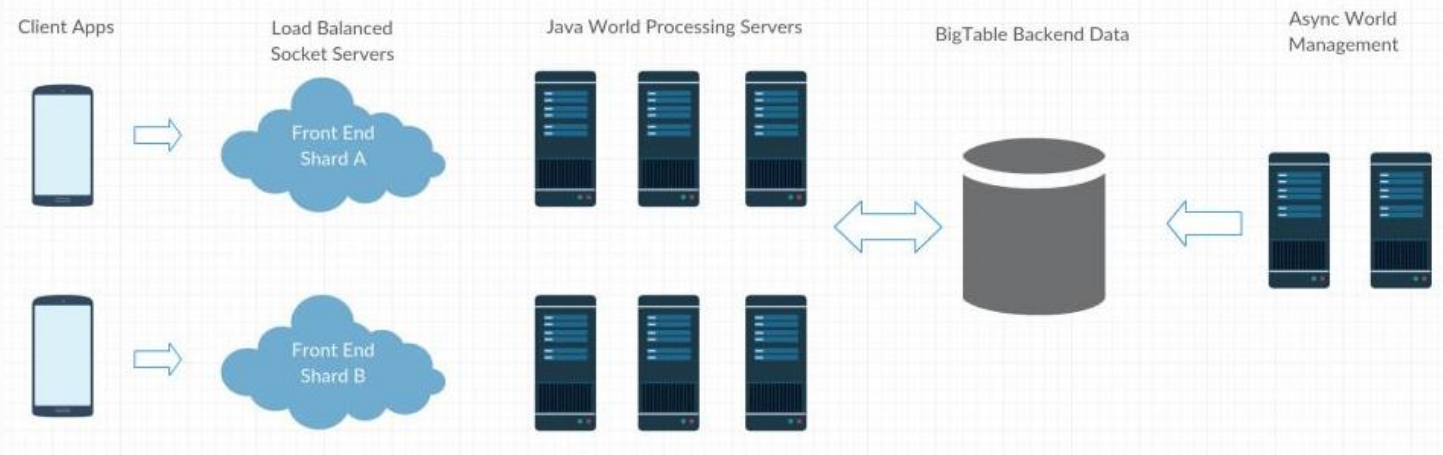 Client Apps
Load Balanced
Socket Servers
Java World Processing Servers
BigTable Backend Data
Async World
Management
Front End
Shard A
Front End
Shard B